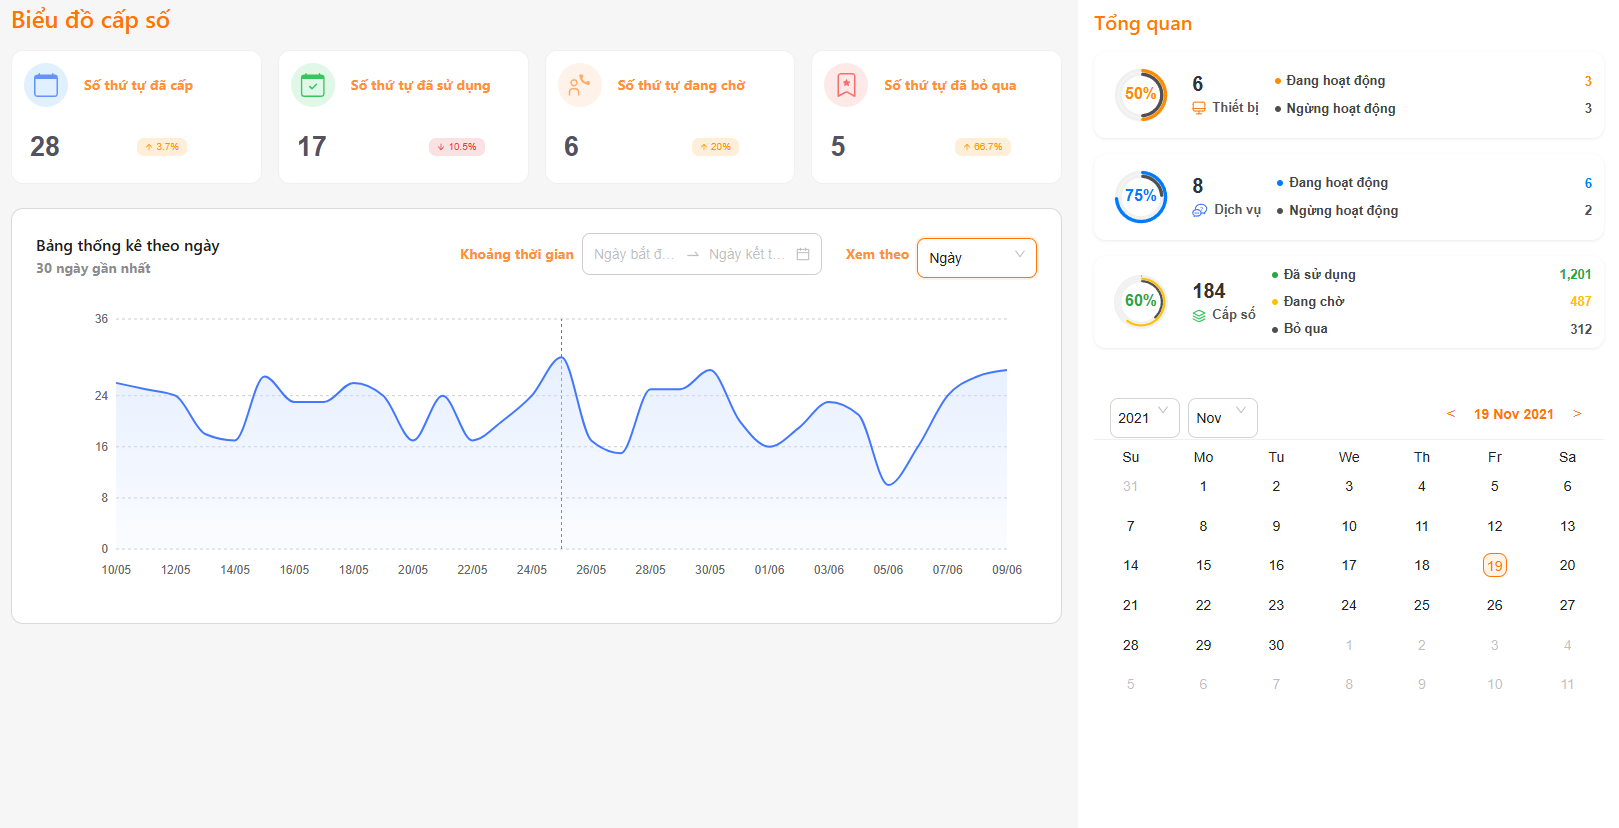 Biểu đồ cấp số
Số thứ tự đã cấp
28
3.7%
Số thứ tự đã sử dụng
17
10.5%
Số thứ tự đang chờ
6
20%
Số thứ tự đã bỏ qua
5
66.7%
Bảng thống kê theo ngày
30 ngày gần nhất
Khoảng thời gian
Ngày bắt đ...
Ngày kết t...
Xem theo
Ngày
36
24
16
8
0
10/05 12/05 14/05 16/05 18/05 20/05 22/05 24/05 26/05 28/05 30/05 01/06 03/06 05/06 07/06 09/06
Tổng quan
50%
6
Thiết bị
Đang hoạt động 3
Ngừng hoạt động 3
75%
8
Dịch vụ
Đang hoạt động 6
Ngừng hoạt động 2
60%
184
Cấp số
Đã sử dụng 1,201
Đang chờ 487
Bỏ qua 312
2021
Nov
< 19 Nov 2021 >
Su Mo Tu We Th Fr Sa
31 1 2 3 4 5 6
7 8 9 10 11 12 13
14 15 16 17 18 19 20
21 22 23 24 25 26 27
28 29 30 1 2 3 4
5 6 7 8 9 10 11